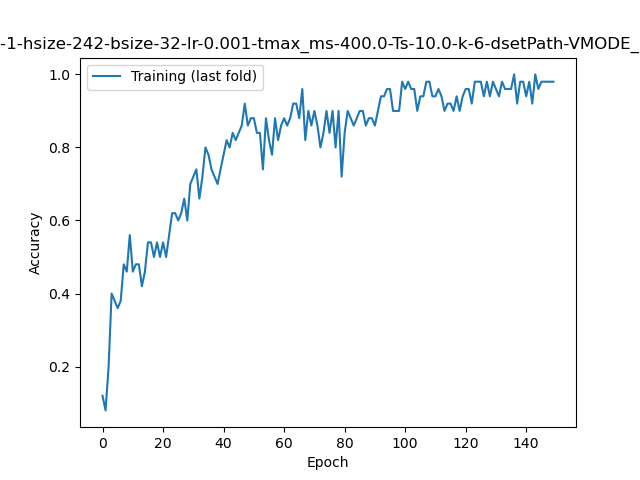 -1-hsize-242-bsize-32-lr-0.001-tmax_ms-400.0-Ts-10.0-k-6-dsetPath-VMODE_
Training (last fold)
1.0
0.8
0.6
0.4
0.2
Accuracy
0 20 40 60 80 100 120 140
Epoch